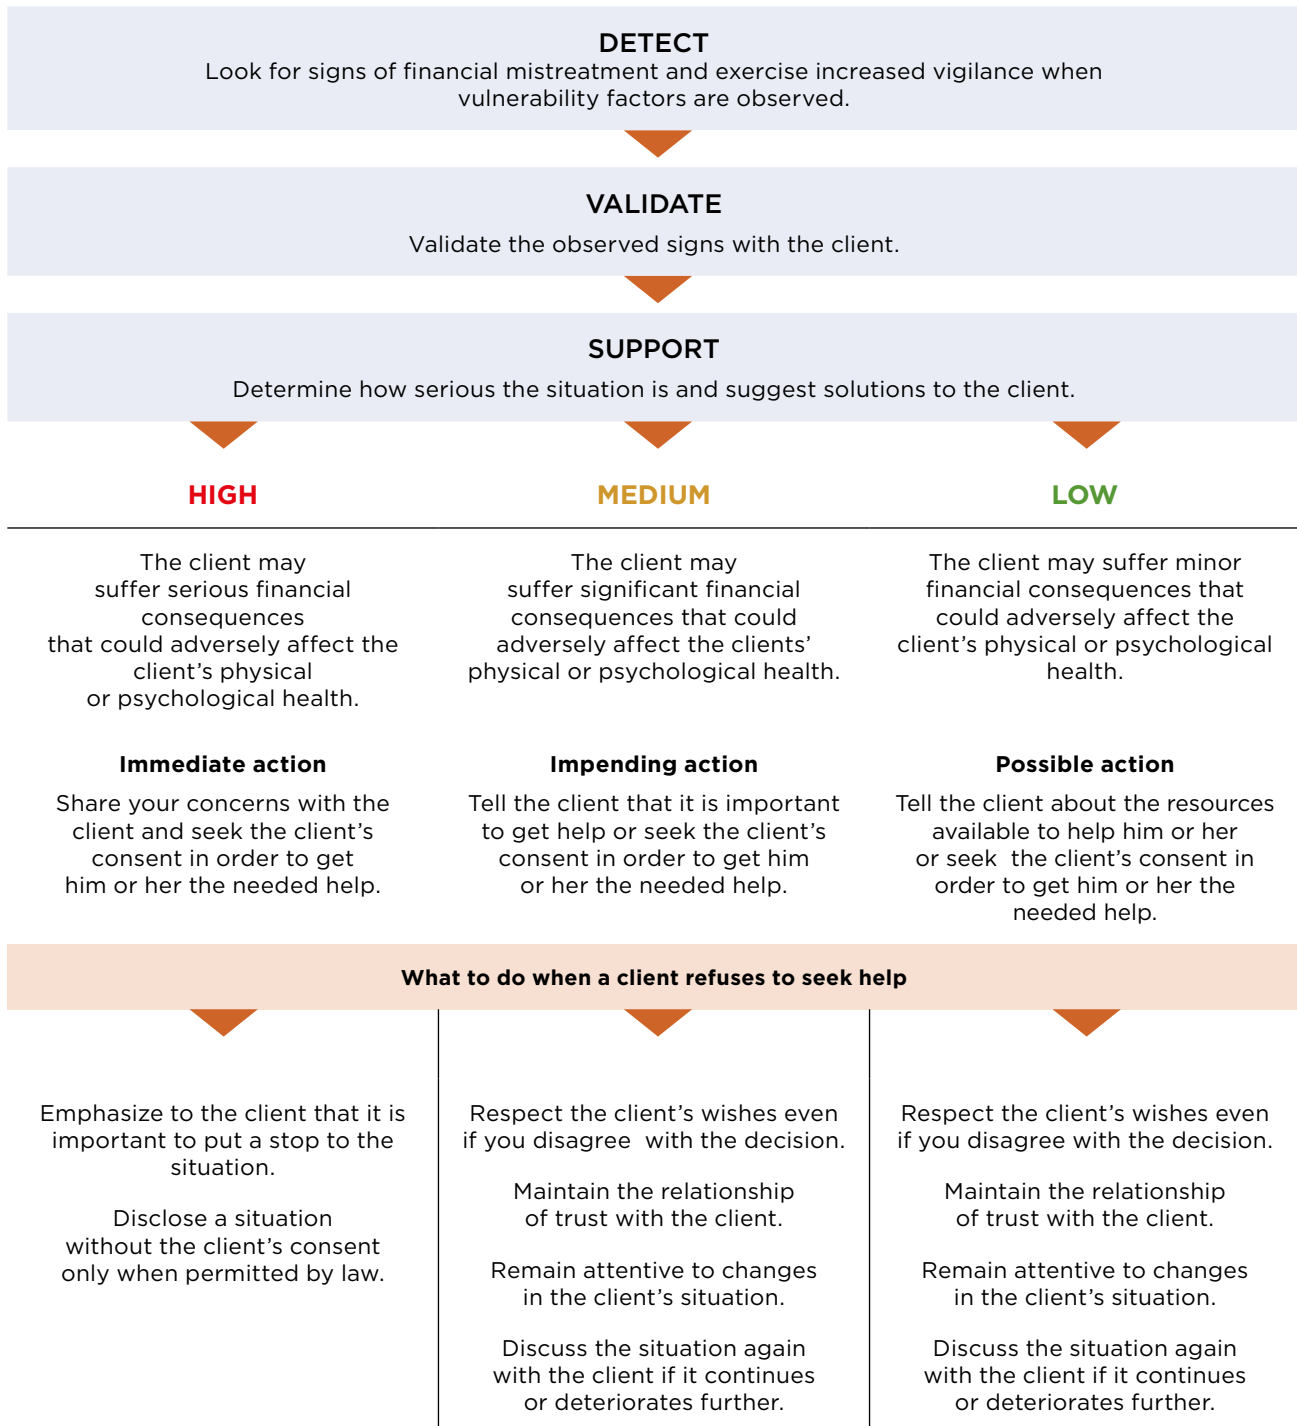 DETECT
Look for signs of financial mistreatment and exercise increased vigilance when
vulnerability factors are observed.
VALIDATE
Validate the observed signs with the client.
SUPPORT
Determine how serious the situation is and suggest solutions to the client.
HIGH
The client may
suffer serious financial
consequences
that could adversely affect the
client's physical
or psychological health.
Immediate action
Share your concerns with the
client and seek the client's
consent in order to get
him or her the needed help.
MEDIUM
The client may
suffer significant financial
consequences that could
adversely affect the clients'
physical or psychological health.
Impending action
Tell the client that it is important
to get help or seek the client's
consent in order to get him
or her the needed help.
LOW
The client may suffer minor
financial consequences that
could adversely affect the
client's physical or psychological
health.
Possible action
Tell the client about the resources
available to help him or her
or seek  the client's consent in
order to get him or her the
needed help.
What to do when a client refuses to seek help
Emphasize to the client that it is
important to put a stop to the
situation.
Disclose a situation
without the client's consent
only when permitted by law.
Respect the client's wishes even
if you disagree  with the decision.
Maintain the relationship
of trust with the client.
Remain attentive to changes
in the client's situation.
Discuss the situation again
with the client if it continues
or deteriorates further.
Respect the client's wishes even
if you disagree with the decision.
Maintain the relationship
of trust with the client.
Remain attentive to changes
in the client's situation.
Discuss the situation again
with the client if it continues
or deteriorates further.